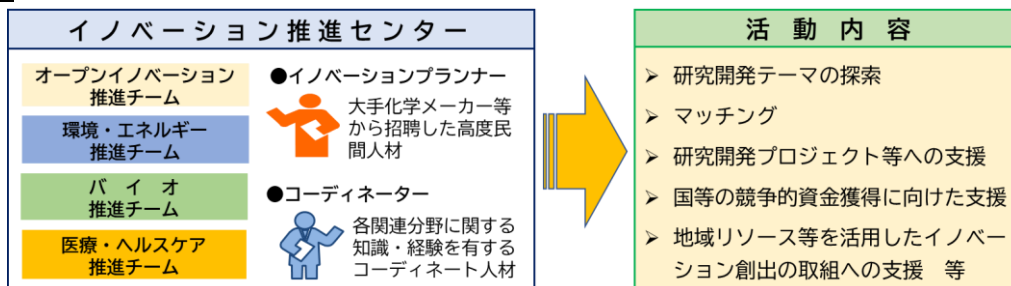 イノベーション推進センター
オープンイノベーション
推進チーム
環境・エネルギー
推進チーム
バイオ
推進チーム
医療・ヘルスケア
推進チーム
●イノベーションプランナー
大手化学メーカー等
から招聘した高度民
間人材
●コーディネーター
各関連分野に関する
知識・経験を有する
コーディネート人材
活動内容
➢ 研究開発テーマの探索
➢ マッチング
➢ 研究開発プロジェクト等への支援
➢ 国等の競争的資金獲得に向けた支援
➢ 地域リソース等を活用したイノベー
ション創出の取組への支援　等